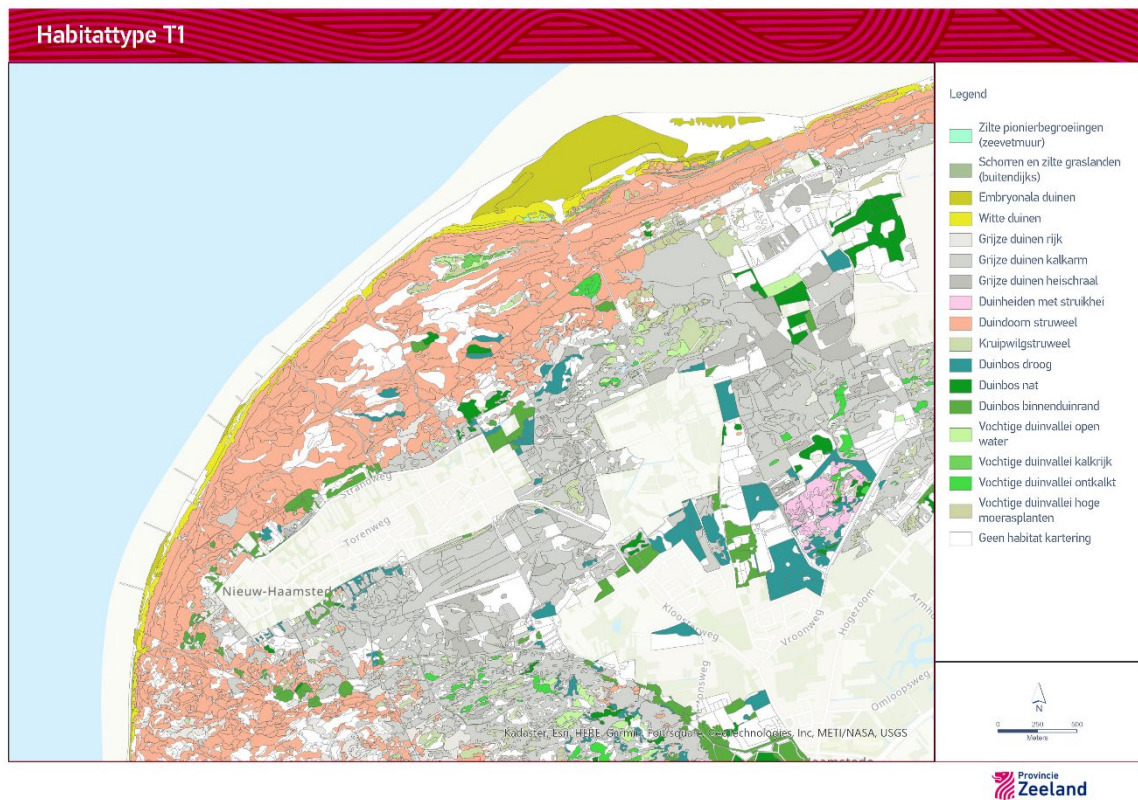 Habitattype T1
Legend
Zilte pionierbegroeiingen
(zeevetmuur)
Schorren en zilte graslanden
(buitendijks)
Embryonala duinen
Witte duinen
Grijze duinen rijk
Grijze duinen kalkarm
Grijze duinen heischraal
Duinheiden met struikhei
Duindoorn struweel
Kruipwilgstruweel
Duinbos droog
Duinbos nat
Duinbos binnenduinrand
Vochtige duinvallei open
water
Vochtige duinvallei kalkrijk
Vochtige duinvallei ontkalkt
Vochtige duinvallei hoge
moerasplanten
Geen habitat kartering
Strandweg
Torenweg
Nieuw-Haamsted
Kloosterweg
Vroonweg
Hogezoom
Omloopsweg
Kadaster, Esri, HERE, Garmin, Foursquare, GeoTechnologies, Inc, METI/NASA, USGS
N
0 250 500
Meters
Provincie
Zeeland